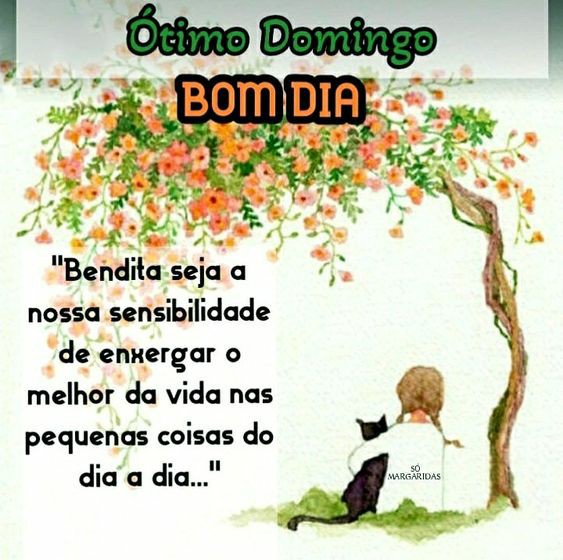 Ótimo Domingo
BOM DIA
"Bendita seja a
nossa sensibilidade
de enxergar o
melhor da vida nas
pequenas coisas do
dia a dia..."
SÓ
MARGARIDAS